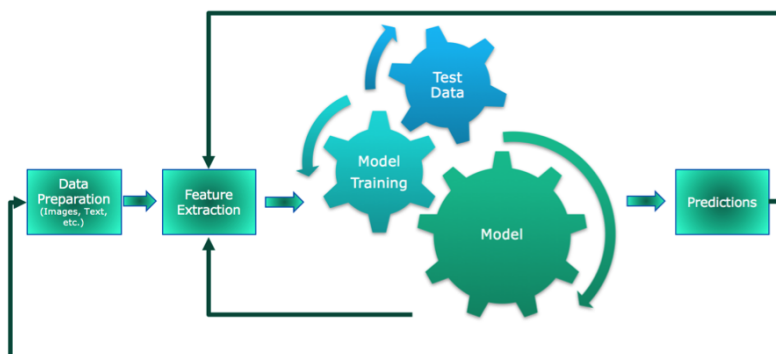 Data
Preparation
(Images, Text,
etc.)
Feature
Extraction
Test
Data
Model
Training
Model
Predictions